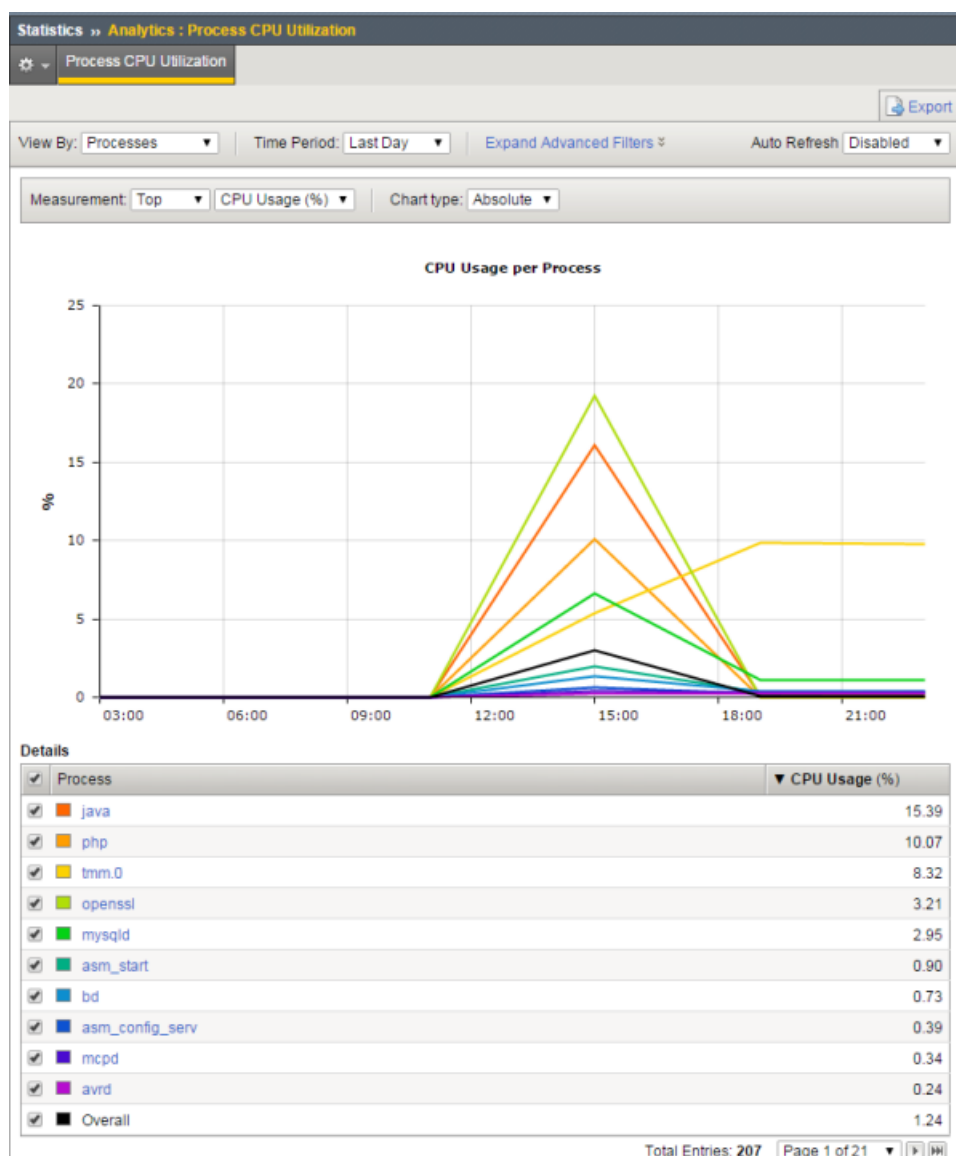 Statistics ›› Analytics : Process CPU Utilization
Process CPU Utilization
Export
View By: Processes Time Period: Last Day Expand Advanced Filters Auto Refresh Disabled
Measurement: Top CPU Usage (%) Chart type: Absolute
CPU Usage per Process
25
20
15
%
10
5
0
03:00 06:00 09:00 12:00 15:00 18:00 21:00
Details
Process ▼ CPU Usage (%)
java 15.39
php 10.07
tmm.0 8.32
openssl 3.21
mysqld 2.95
asm_start 0.90
bd 0.73
asm_config_serv 0.39
mcpd 0.34
avrd 0.24
Overall 1.24
Total Entries: 207 Page 1 of 21